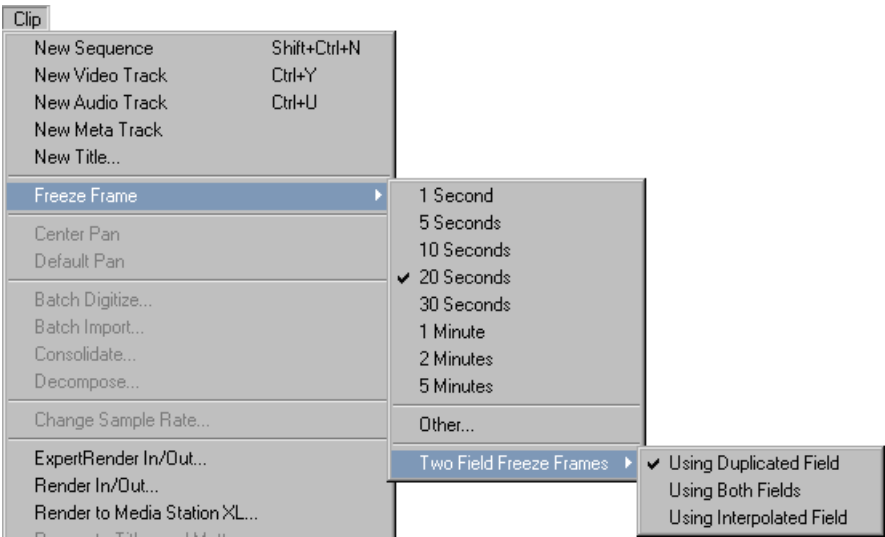 Clip
New Sequence Shift+Ctrl+N
New Video Track Ctrl+Y
New Audio Track Ctrl+U
New Meta Track
New Title...
Freeze Frame
Center Pan
Default Pan
Batch Digitize...
Batch Import...
Consolidate...
Decompose...
Change Sample Rate...
ExpertRender In/Out...
Render In/Out...
Render to Media Station XL...
1 Second
5 Seconds
10 Seconds
20 Seconds
30 Seconds
1 Minute
2 Minutes
5 Minutes
Other...
Two Field Freeze Frames
Using Duplicated Field
Using Both Fields
Using Interpolated Field